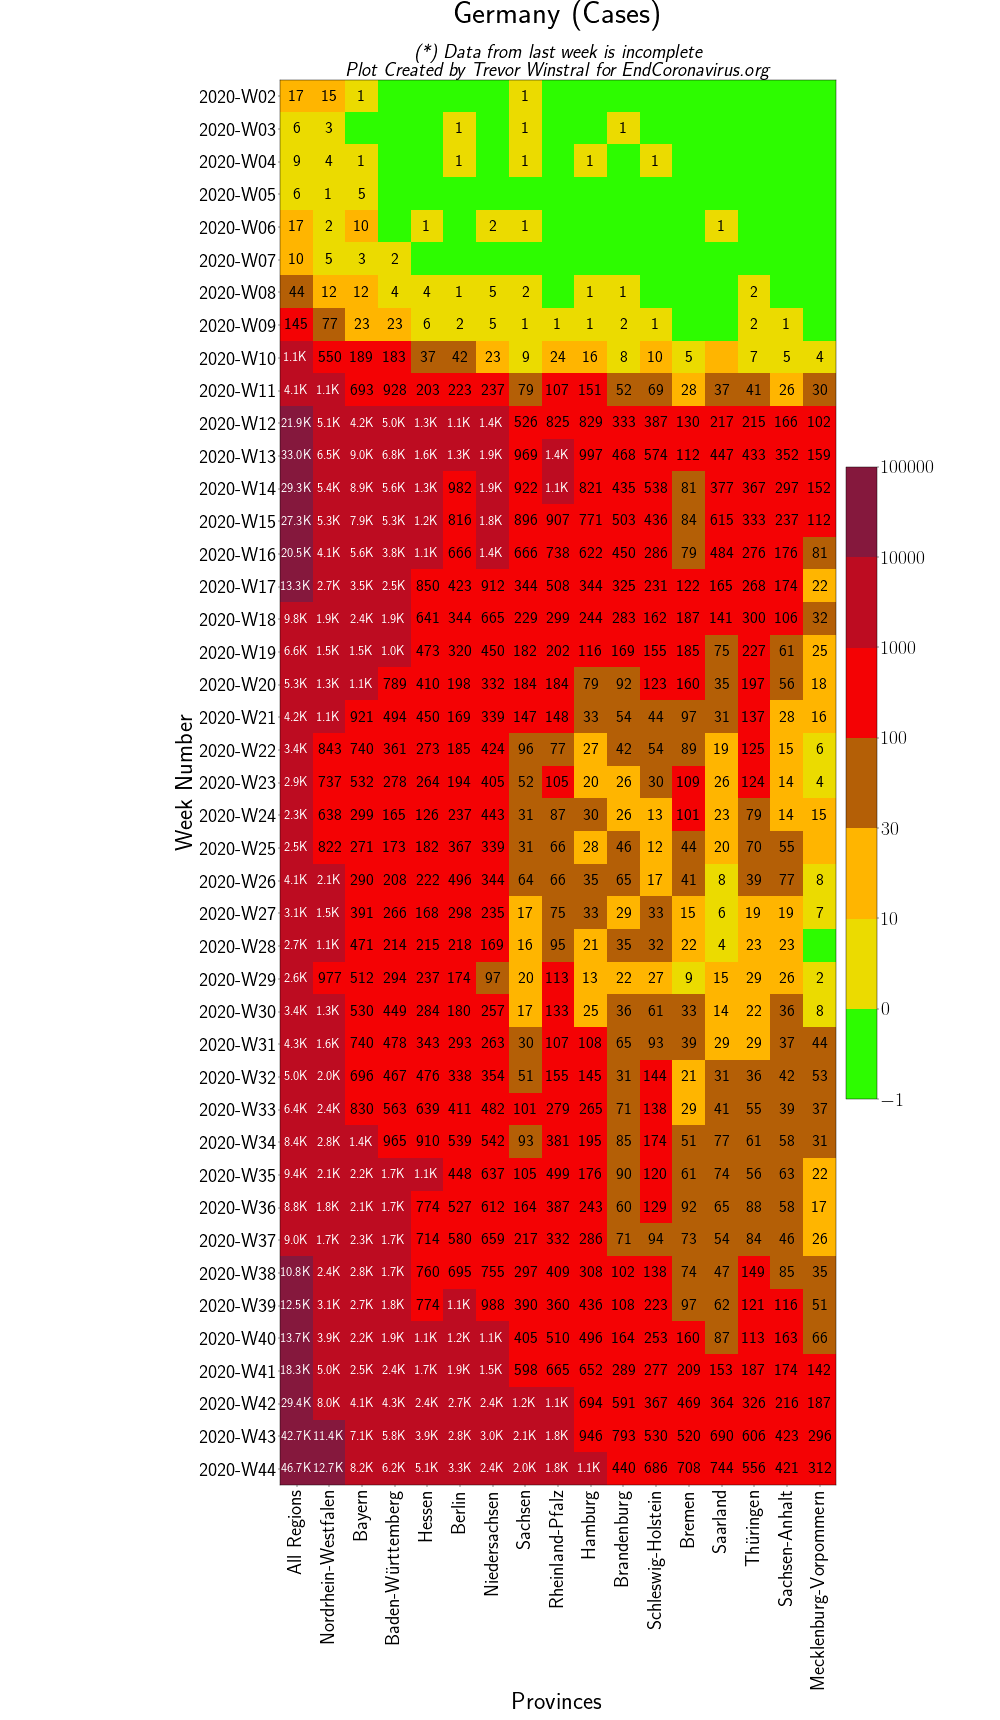 Germany (Cases)
(*) Data from last week is incomplete
Plot Created by Trevor Winstral for EndCoronavirus.org
2020-W02 17 15 1 1
2020-W03 6 3 1 1 1
2020-W04 9 4 1 1 1 1 1
2020-W05 6 1 5
2020-W06 17 2 10 1 2 1 1
2020-W07 10 5 3 2
2020-W08 44 12 12 4 4 1 5 2 1 1 2
2020-W09 145 77 23 23 6 2 5 1 1 1 2 1 2 1
2020-W10 1.1K 550 189 183 37 42 23 9 24 16 8 10 5 7 5 4
2020-W11 4.1K 1.1K 693 928 203 223 237 79 107 151 52 69 28 37 41 26 30
2020-W12 21.9K 5.1K 4.2K 5.0K 1.3K 1.1K 1.4K 526 825 829 333 387 130 217 215 166 102
2020-W13 33.0K 6.5K 9.0K 6.8K 1.6K 1.3K 1.9K 969 1.4K 997 468 574 112 447 433 352 159
2020-W14 29.3K 5.4K 8.9K 5.6K 1.3K 982 1.9K 922 1.1K 821 435 538 81 377 367 297 152
2020-W15 27.3K 5.3K 7.9K 5.3K 1.2K 816 1.8K 896 907 771 503 436 84 615 333 237 112
2020-W16 20.5K 4.1K 5.6K 3.8K 1.1K 666 1.4K 666 738 622 450 286 79 484 276 176 81
2020-W17 13.3K 2.7K 3.5K 2.5K 850 423 912 344 508 344 325 231 122 165 268 174 22
2020-W18 9.8K 1.9K 2.4K 1.9K 641 344 665 229 299 244 283 162 187 141 300 106 32
2020-W19 6.6K 1.5K 1.5K 1.0K 473 320 450 182 202 116 169 155 185 75 227 61 25
2020-W20 5.3K 1.3K 1.1K 789 410 198 332 184 184 79 92 123 160 35 197 56 18
2020-W21 4.2K 1.1K 921 494 450 169 339 147 148 33 54 44 97 31 137 28 16
2020-W22 3.4K 843 740 361 273 185 424 96 77 27 42 54 89 19 125 15 6
2020-W23 2.9K 737 532 278 264 194 405 52 105 20 26 30 109 26 124 14 4
2020-W24 2.3K 638 299 165 126 237 443 31 87 30 26 13 101 23 79 14 15
2020-W25 2.5K 822 271 173 182 367 339 31 66 28 46 12 44 20 70 55
2020-W26 4.1K 2.1K 290 208 222 496 344 64 66 35 65 17 41 8 39 77 8
2020-W27 3.1K 1.5K 391 266 168 298 235 17 75 33 29 33 15 6 19 19 7
2020-W28 2.7K 1.1K 471 214 215 218 169 16 95 21 35 32 22 4 23 23
2020-W29 2.6K 977 512 294 237 174 97 20 113 13 22 27 9 15 29 26 2
2020-W30 3.4K 1.3K 530 449 284 180 257 17 133 25 36 61 33 14 22 36 8
2020-W31 4.3K 1.6K 740 478 343 293 263 30 107 108 65 93 39 29 29 37 44
2020-W32 5.0K 2.0K 696 467 476 338 354 51 155 145 31 144 21 31 36 42 53
2020-W33 6.4K 2.4K 830 563 639 411 482 101 279 265 71 138 29 41 55 39 37
2020-W34 8.4K 2.8K 1.4K 965 910 539 542 93 381 195 85 174 51 77 61 58 31
2020-W35 9.4K 2.1K 2.2K 1.7K 1.1K 448 637 105 499 176 90 120 61 74 56 63 22
2020-W36 8.8K 1.8K 2.1K 1.7K 774 527 612 164 387 243 60 129 92 65 88 58 17
2020-W37 9.0K 1.7K 2.3K 1.7K 714 580 659 217 332 286 71 94 73 54 84 46 26
2020-W38 10.8K 2.4K 2.8K 1.7K 760 695 755 297 409 308 102 138 74 47 149 85 35
2020-W39 12.5K 3.1K 2.7K 1.8K 774 1.1K 988 390 360 436 108 223 97 62 121 116 51
2020-W40 13.7K 3.9K 2.2K 1.9K 1.1K 1.2K 1.1K 405 510 496 164 253 160 87 113 163 66
2020-W41 18.3K 5.0K 2.5K 2.4K 1.7K 1.9K 1.5K 598 665 652 289 277 209 153 187 174 142
2020-W42 29.4K 8.0K 4.1K 4.3K 2.4K 2.7K 2.4K 1.2K 1.1K 694 591 367 469 364 326 216 187
2020-W43 42.7K 11.4K 7.1K 5.8K 3.9K 2.8K 3.0K 2.1K 1.8K 946 793 530 520 690 606 423 296
2020-W44 46.7K 12.7K 8.2K 6.2K 5.1K 3.3K 2.4K 2.0K 1.8K 1.1K 440 686 708 744 556 421 312
Week Number
All Regions
Nordrhein-Westfalen
Bayern
Baden-Württemberg
Hessen
Berlin
Niedersachsen
Sachsen
Rheinland-Pfalz
Hamburg
Brandenburg
Schleswig-Holstein
Bremen
Saarland
Thüringen
Sachsen-Anhalt
Mecklenburg-Vorpommern
Provinces
100000
10000
1000
100
30
10
0
−1